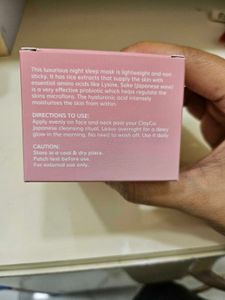 This luxurious night sleep mask is lightweight and non
sticky. It has rice extracts that supply the skin with
essential amino acids like Lysine. Sake (Japanese wine)
is a very effective probiotic which helps regulate the
skins microflora. The hyaluronic acid intensely
moisturises the skin from within.
DIRECTIONS TO USE:
Apply evenly on face and neck post your
Japanese cleansing ritual. Leave overnight for a dewy
glow in the morning. No need to wash off. Use it daily
CAUTION:
Store in a cool & dry place.
Patch test before use.
For external use only.